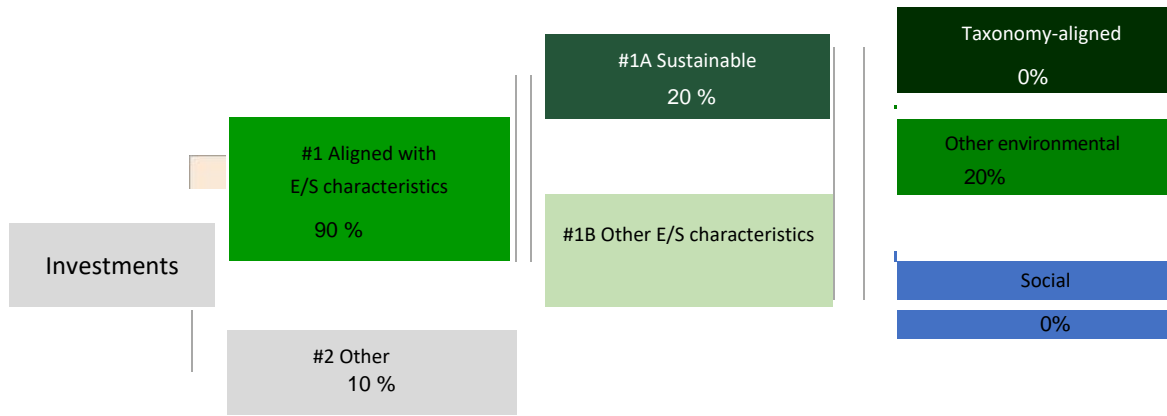 Investments
#1 Aligned with
E/S characteristics
90 %
#2 Other
10 %
#1A Sustainable
20 %
#1B Other E/S characteristics
Taxonomy-aligned
0%
Other environmental
20%
Social
0%